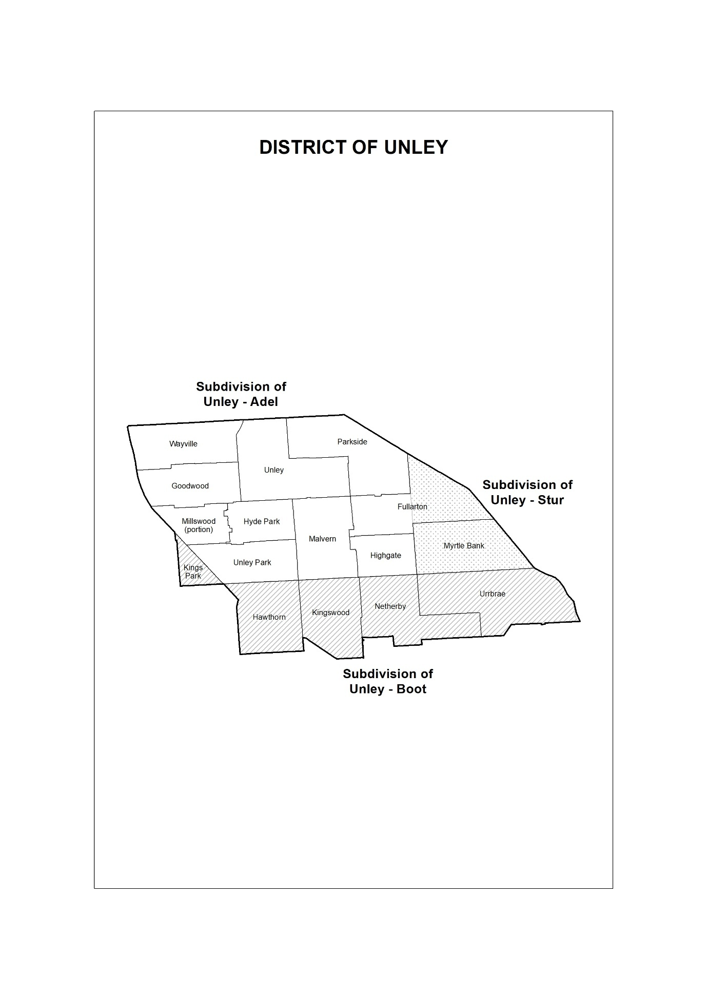 DISTRICT OF UNLEY
Subdivision of
Unley - Adel
Wayville
Parkside
Unley
Goodwood
Subdivision of
Unley - Stur
Fullarton
Millswood
(portion)
Hyde Park
Malvern
Myrtle Bank
Highgate
Unley Park
Kings
Park
Urrbrae
Netherby
Kingswood
Hawthorn
Subdivision of
Unley - Boot